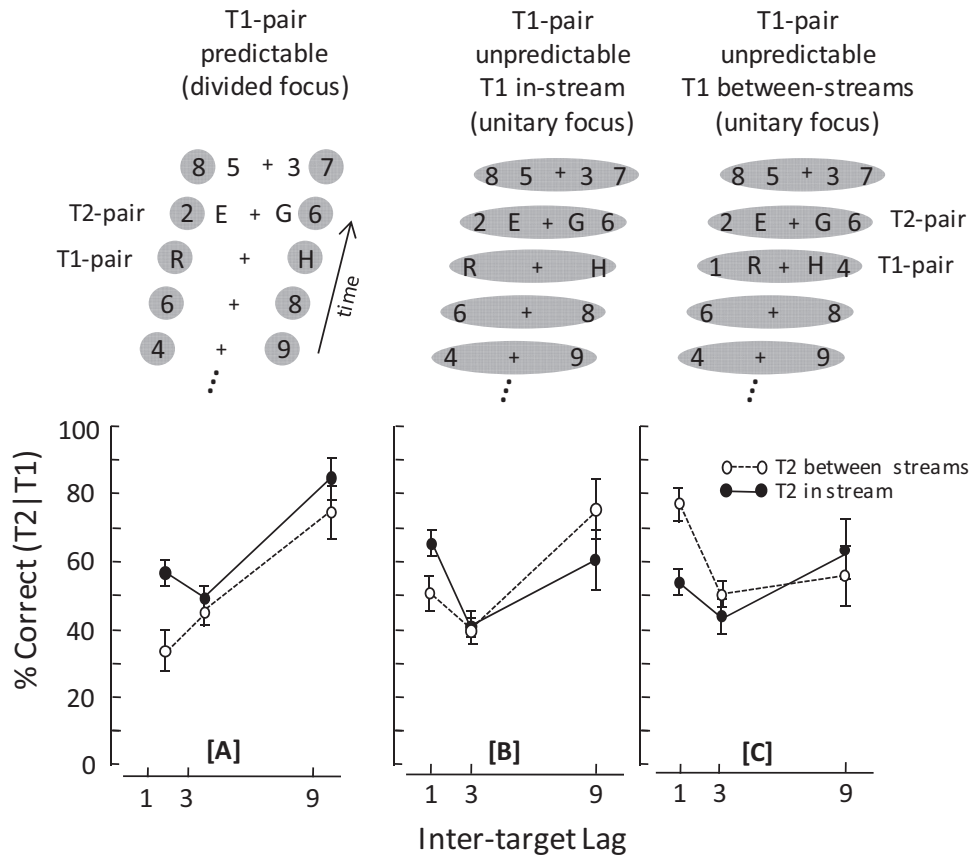 T1-pair
predictable
(divided focus)
T1-pair
unpredictable
T1 in-stream
(unitary focus)
T1-pair
unpredictable
T1 between-streams
(unitary focus)
8 5 + 3 7
T2-pair 2 E + G 6
T1-pair R + H
6 + 8
4 + 9
time
8 5 + 3 7
2 E + G 6
R + H
6 + 8
4 + 9
8 5 + 3 7
2 E + G 6 T2-pair
1 R + H 4 T1-pair
6 + 8
4 + 9
% Correct (T2 | T1)
100
80
60
40
20
0
[A]
1 3 9
[B]
1 3 9
T2 between streams
T2 in stream
[C]
1 3 9
Inter-target Lag